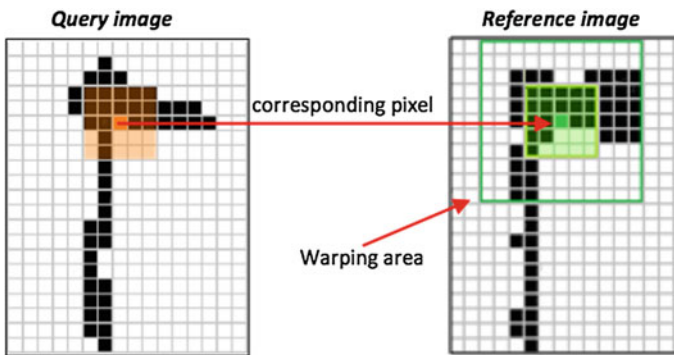 Query image
Reference image
corresponding pixel
Warping area